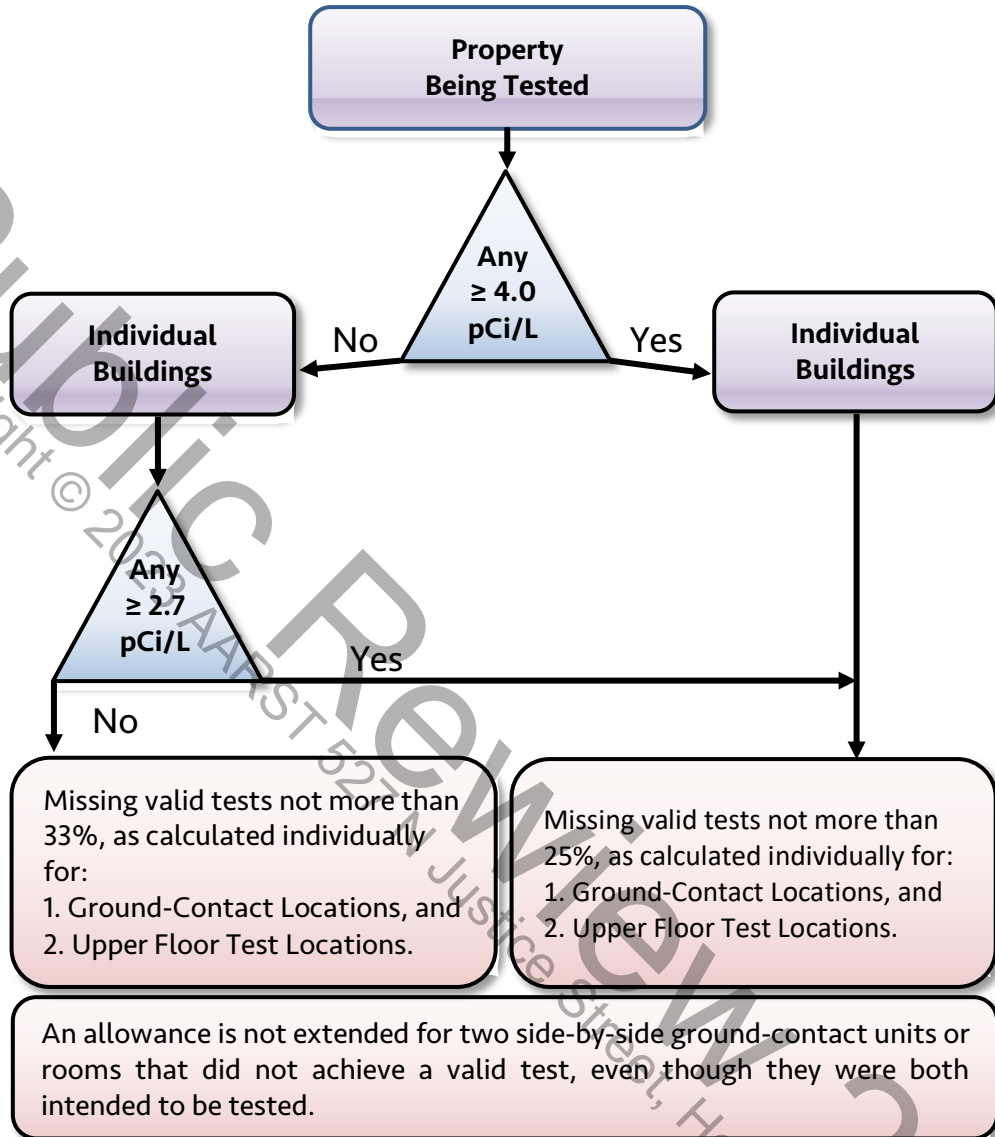 Property
Being Tested
Any
≥ 4.0
pCi/L
No
Yes
Individual
Buildings
Individual
Buildings
Any
≥ 2.7
pCi/L
Yes
No
Missing valid tests not more than
33%, as calculated individually
for:
1. Ground-Contact Locations, and
2. Upper Floor Test Locations.
Missing valid tests not more than
25%, as calculated individually for:
1. Ground-Contact Locations, and
2. Upper Floor Test Locations.
An allowance is not extended for two side-by-side ground-contact units or
rooms that did not achieve a valid test, even though they were both
intended to be tested.
Review
© 2023 AARST 527 N Justice Street,